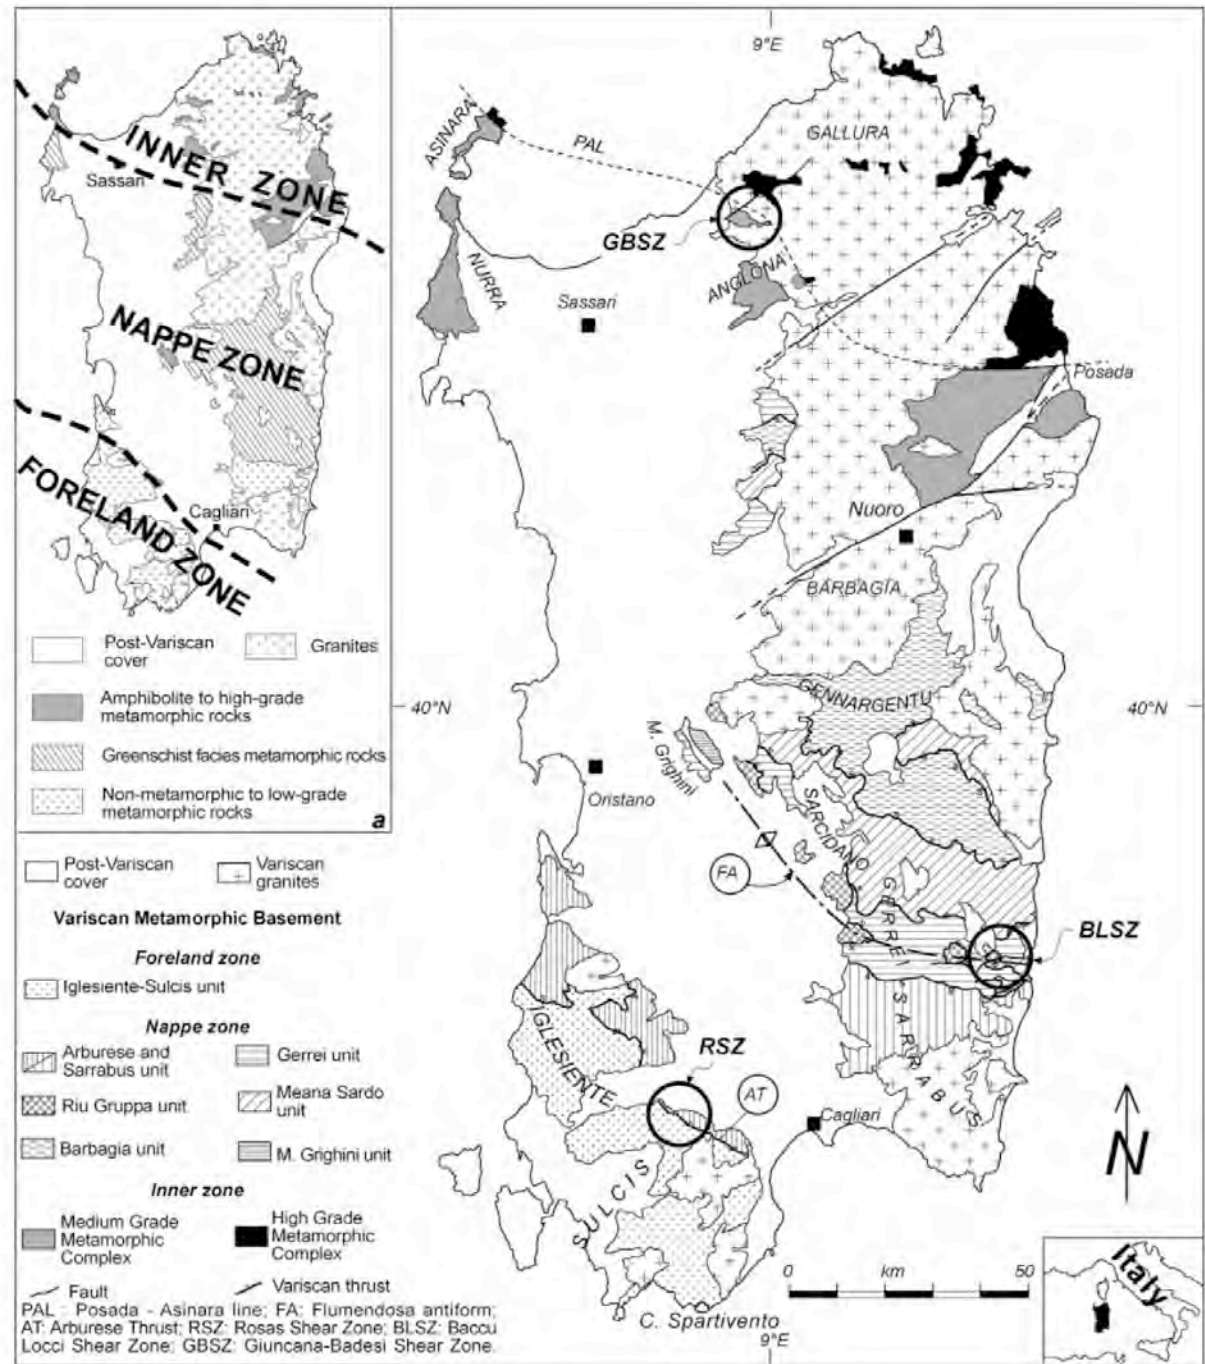 INNER ZONE
Sassari
NAPPE ZONE
FORELAND ZONE
Cagliari
Post-Variscan
cover
Granites
Amphibolite to high-grade
metamorphic rocks
Greenschist facies metamorphic rocks
Non-metamorphic to low-grade
metamorphic rocks
a
9°E
ASINARA
PAL
GALLURA
GBSZ
NURRA
ANGLONA
Sassari
Posada
Nuoro
BARBAGIA
GENNARGENTU
40°N
40°N
M. Grighini
Oristano
SARCIDANO
FA
GERREI
BLSZ
SARRABUS
IGLESIENTE
RSZ
AT
Cagliari
SULCIS
N
0 km 50
C. Spartivento
9°E
Italy
Post-Variscan
cover
Variscan
granites
Variscan Metamorphic Basement
Foreland zone
Iglesiente-Sulcis unit
Nappe zone
Arburese and
Sarrabus unit
Gerrei unit
Riu Gruppa unit
Meana Sardo
unit
Barbagia unit
M. Grighini unit
Inner zone
Medium Grade
Metamorphic
Complex
High Grade
Metamorphic
Complex
Fault
Variscan thrust
PAL : Posada - Asinara line; FA: Flumendosa antiform;
AT: Arburese Thrust; RSZ: Rosas Shear Zone; BLSZ: Baccu
Locci Shear Zone; GBSZ: Giuncana-Badesi Shear Zone.